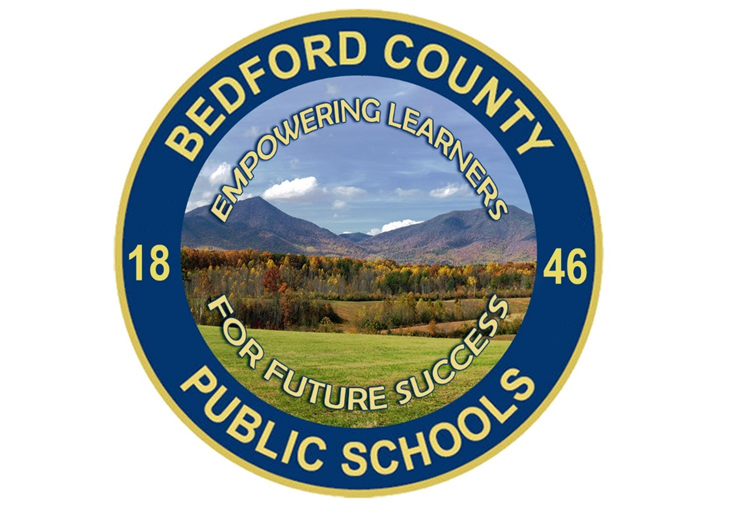 BEDFORD COUNTY
EMPOWERING LEARNERS
18 46
FOR FUTURE SUCCESS
PUBLIC SCHOOLS